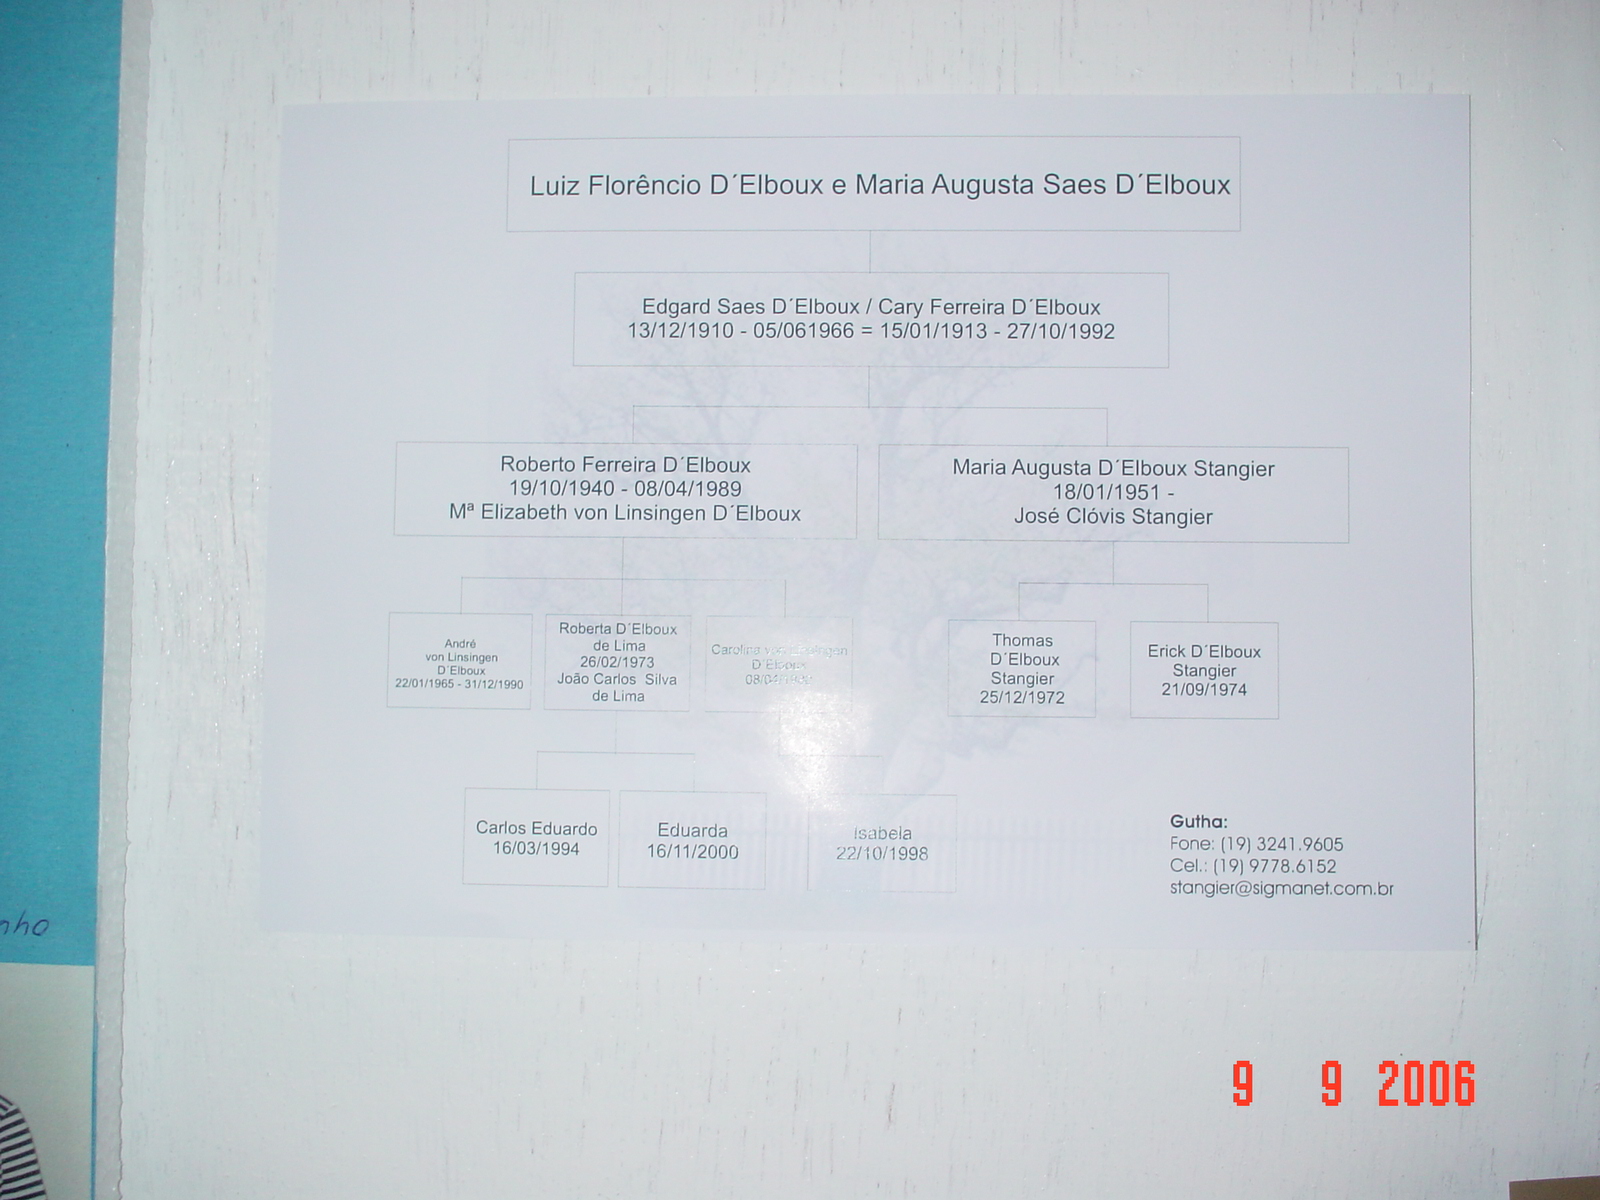 Luiz Florêncio D´Elboux e Maria Augusta Saes D´Elboux
Edgard Saes D´Elboux / Cary Ferreira D´Elboux
13/12/1910 - 05/061966 = 15/01/1913 - 27/10/1992
Roberto Ferreira D´Elboux
19/10/1940 - 08/04/1989
Mª Elizabeth von Linsingen D´Elboux
Maria Augusta D´Elboux Stangier
18/01/1951 -
José Clóvis Stangier
André
von Linsingen
D´Elboux
22/01/1965 - 31/12/1990
Roberta D´Elboux
de Lima
26/02/1973
João Carlos Silva
de Lima
Carolina von Linsingen
D´Elboux
Thomas
D´Elboux
Stangier
25/12/1972
Erick D´Elboux
Stangier
21/09/1974
Carlos Eduardo
16/03/1994
Eduarda
16/11/2000
Isabela
22/10/1998
Gutha:
Fone: (19) 3241.9605
Cel.: (19) 9778.6152
stangier@sigmanet.com.br
nho
9 9 2006